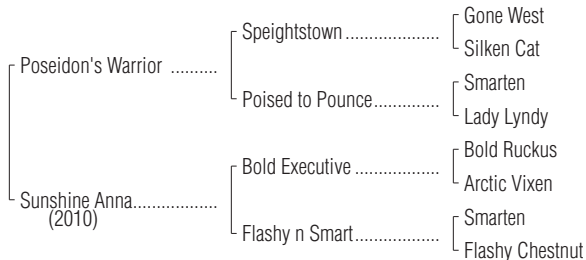 Gone West
Speightstown ...................
Silken Cat
Poseidon's Warrior ..........
Smarten
Poised to Pounce..............
Lady Lyndy
Bold Ruckus
Bold Executive .................
Arctic Vixen
Sunshine Anna..................
(2010)
Smarten
Flashy n Smart.................
Flashy Chestnut